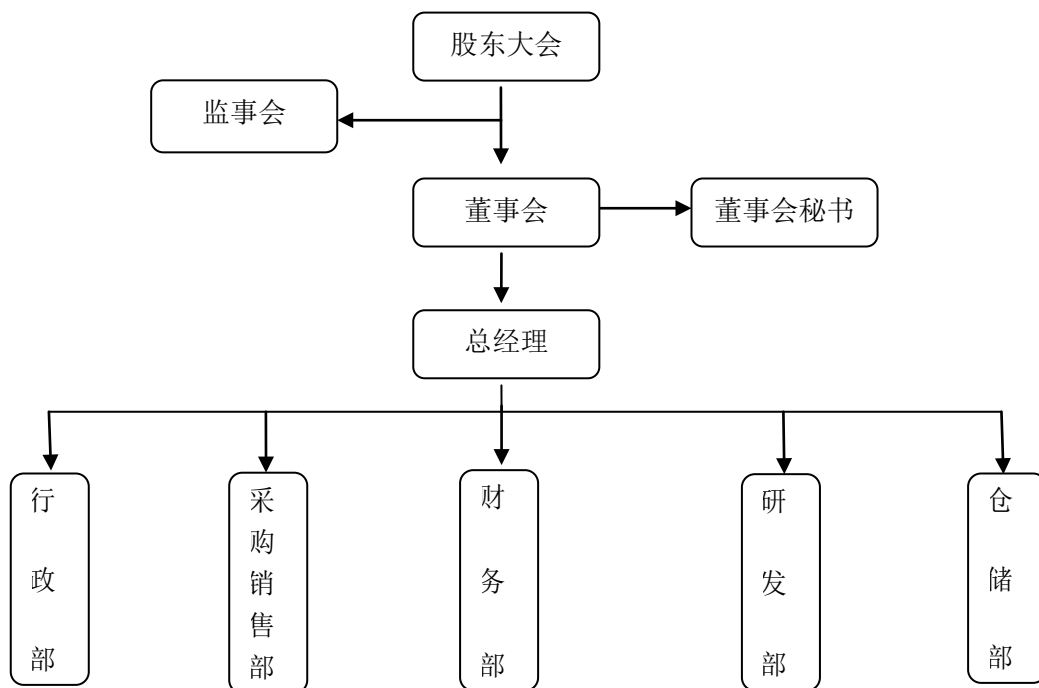 股东大会
监事会
董事会
董事会秘书
总经理
行政部
采购销售部
财务部
研发部
仓储部